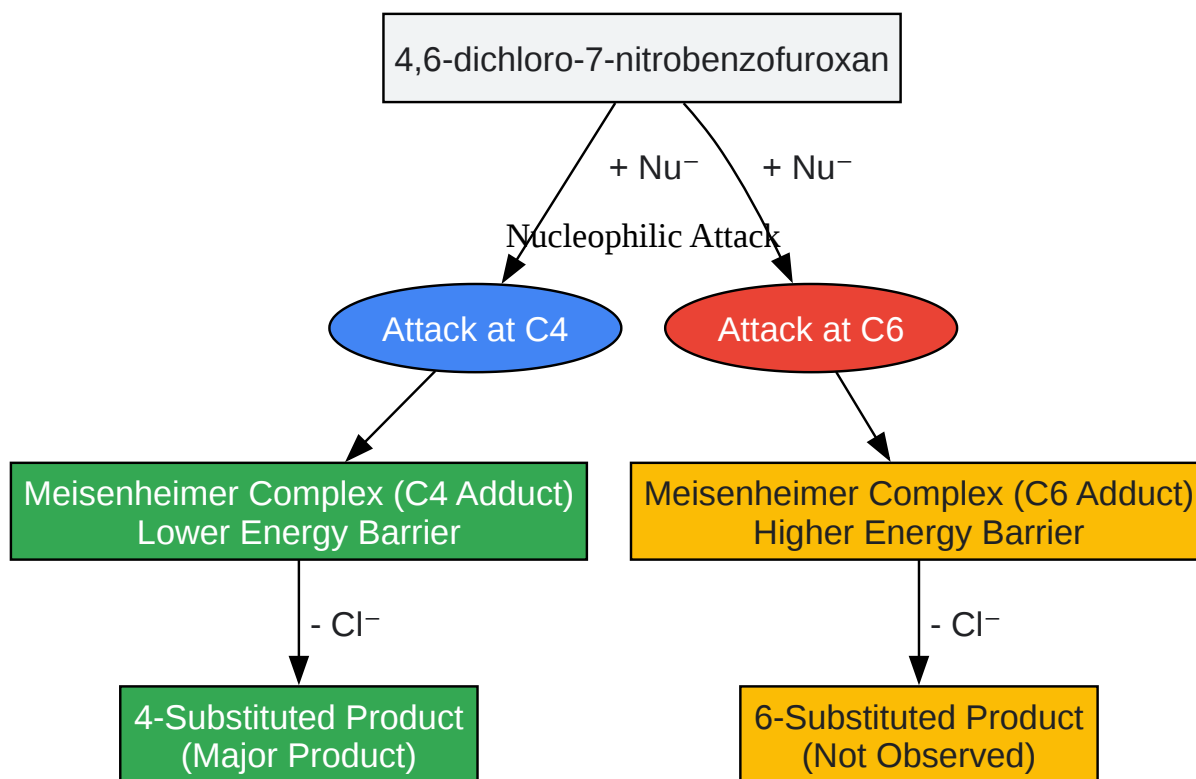 4,6-dichloro-7-nitrobenzofuroxan
+ Nu⁻
+ Nu⁻
Nucleophilic Attack
Attack at C4
Attack at C6
Meisenheimer Complex (C4 Adduct)
Lower Energy Barrier
Meisenheimer Complex (C6 Adduct)
Higher Energy Barrier
- Cl⁻
- Cl⁻
4-Substituted Product
(Major Product)
6-Substituted Product
(Not Observed)